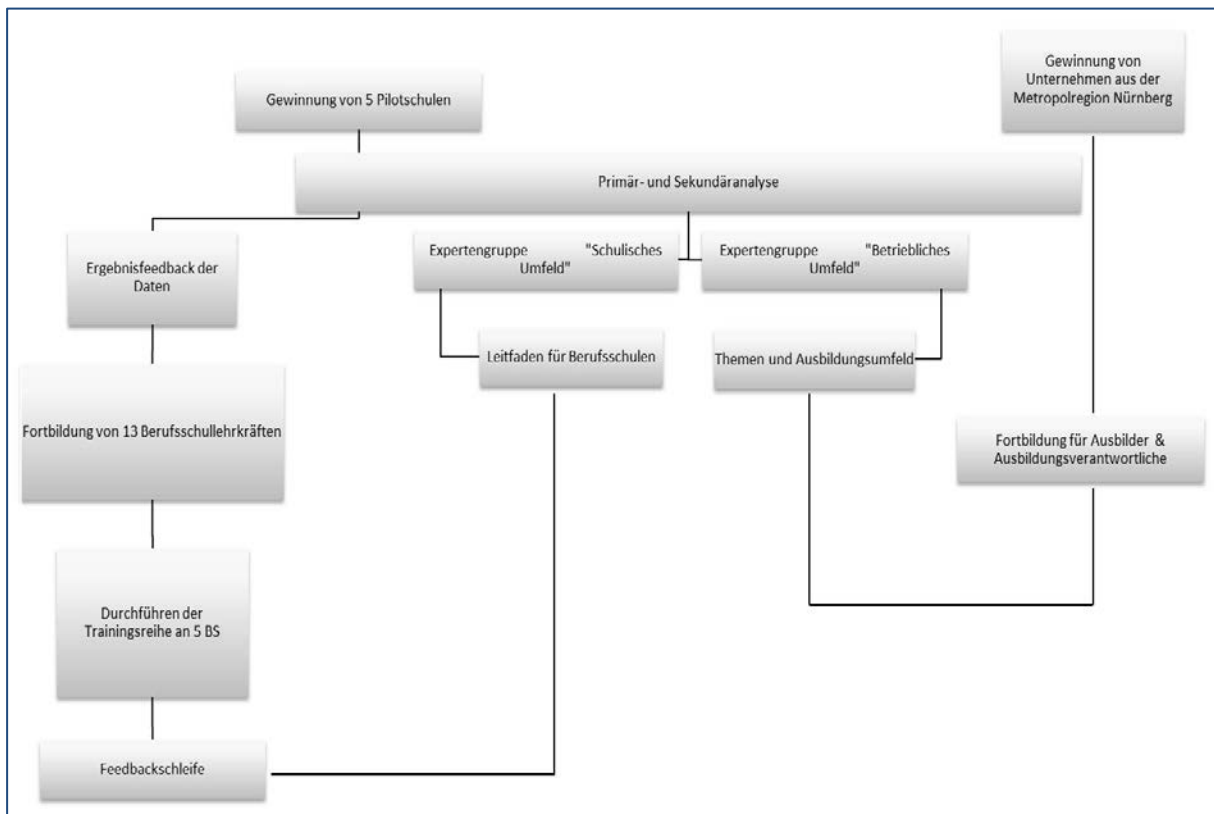 Gewinnung von 5 Pilotschulen
Gewinnung von
Unternehmen aus der
Metropolregion Nürnberg
Primär- und Sekundäranalyse
Ergebnisfeedback der
Daten
Expertengruppe "Schulisches
Umfeld"
Expertengruppe "Betriebliches
Umfeld"
Leitfaden für Berufsschulen
Themen und Ausbildungsumfeld
Fortbildung von 13 Berufsschullehrkräften
Fortbildung für Ausbilder &
Ausbildungsverantwortliche
Durchführen der
Trainingsreihe an 5 BS
Feedbackschleife